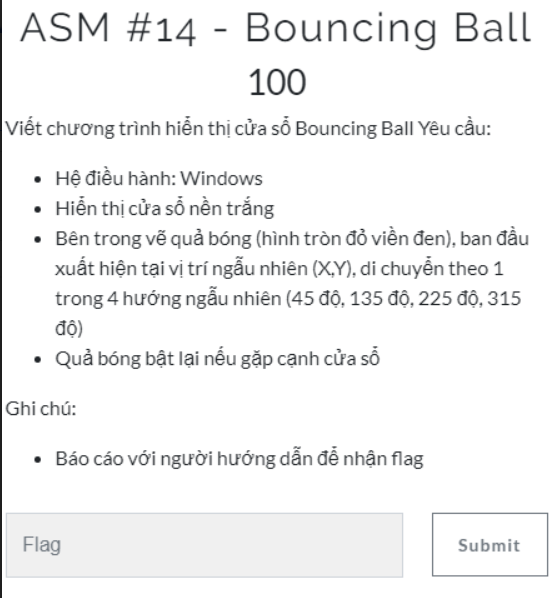 ASM #14 - Bouncing Ball
100
Viết chương trình hiển thị cửa sổ Bouncing Ball Yêu cầu:
• Hệ điều hành: Windows
• Hiển thị cửa sổ nền trắng
• Bên trong vẽ quả bóng (hình tròn đỏ viền đen), ban đầu
xuất hiện tại vị trí ngẫu nhiên (X,Y), di chuyển theo 1
trong 4 hướng ngẫu nhiên (45 độ, 135 độ, 225 độ, 315
độ)
• Quả bóng bật lại nếu gặp cạnh cửa sổ
Ghi chú:
• Báo cáo với người hướng dẫn để nhận flag
Flag
Submit